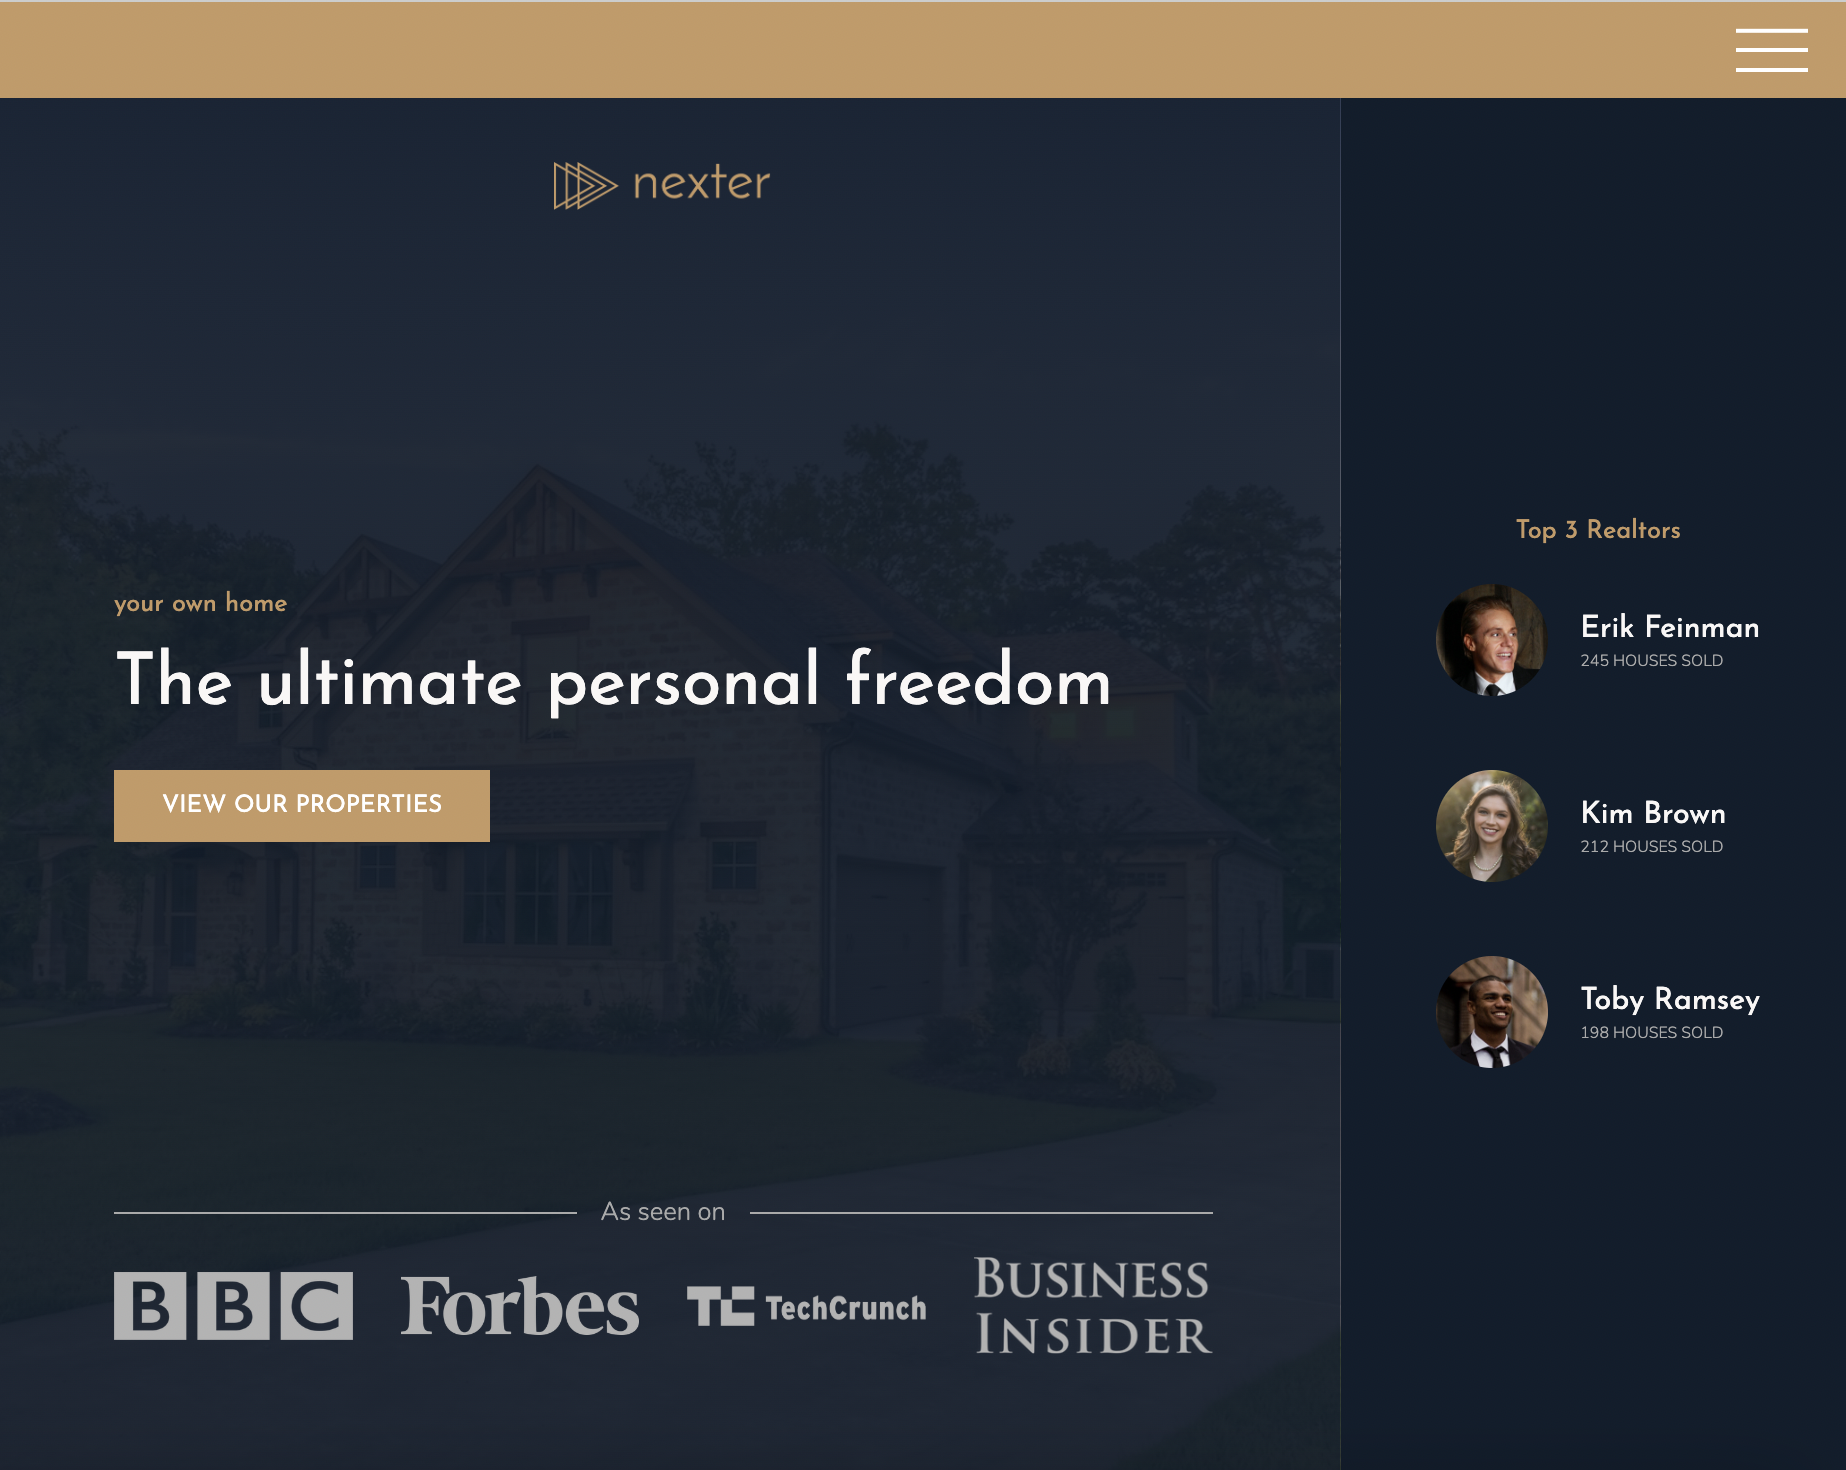 nexter
your own home
The ultimate personal freedom
VIEW OUR PROPERTIES
As seen on
BBC
Forbes
TC TechCrunch
BUSINESS
INSIDER
Top 3 Realtors
Erik Feinman
245 HOUSES SOLD
Kim Brown
212 HOUSES SOLD
Toby Ramsey
198 HOUSES SOLD